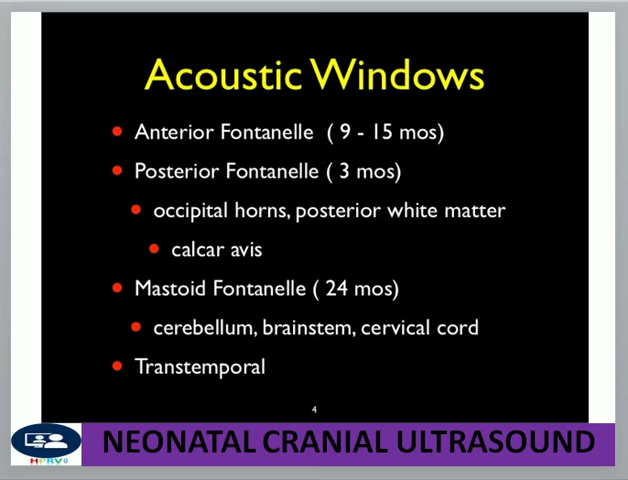 Acoustic Windows
Anterior Fontanelle ( 9 - 15 mos)
Posterior Fontanelle ( 3 mos)
occipital horns, posterior white matter
calcar avis
Mastoid Fontanelle ( 24 mos)
cerebellum, brainstem, cervical cord
Transtemporal
4
NEONATAL CRANIAL ULTRASOUND
HPRV